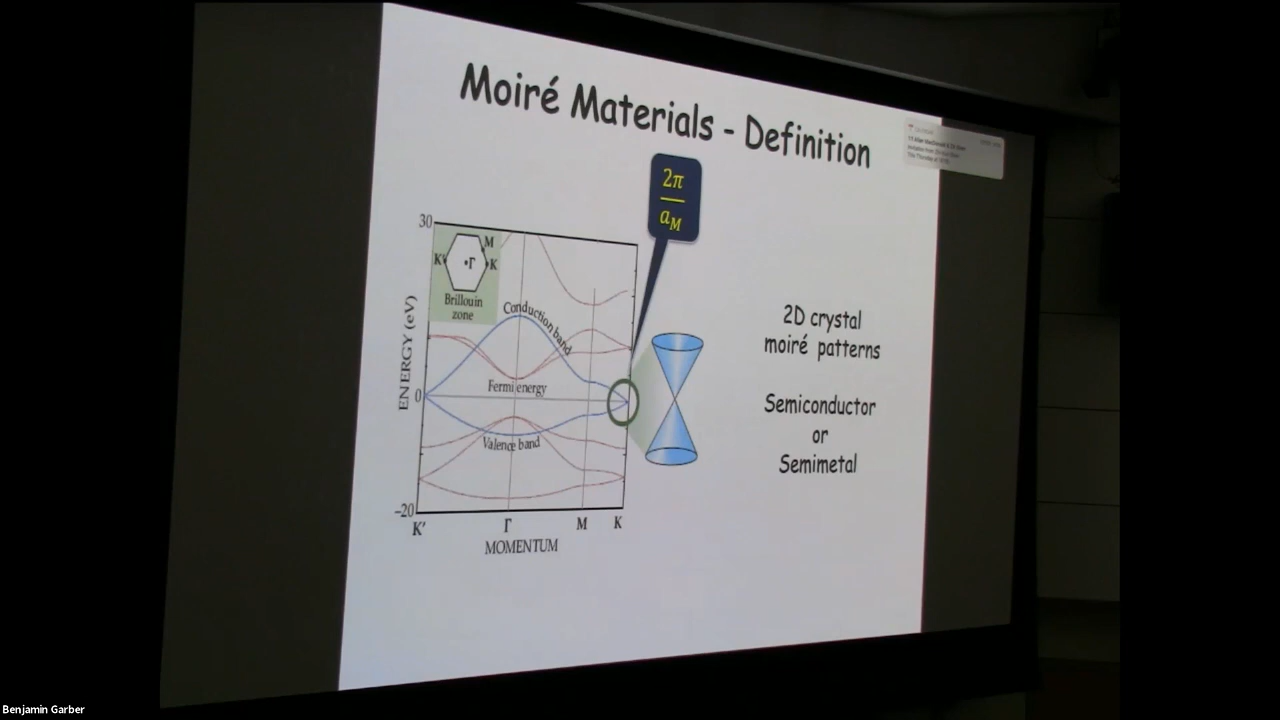 Moiré Materials - Definition
2π
a_M
30
M
K'
Γ
K
Brillouin
zone
Conduction band
ENERGY (eV)
Fermi energy
0
Valence band
-20
K'
Γ
M
K
MOMENTUM
2D crystal
moiré patterns
Semiconductor
or
Semimetal
Benjamin Garber